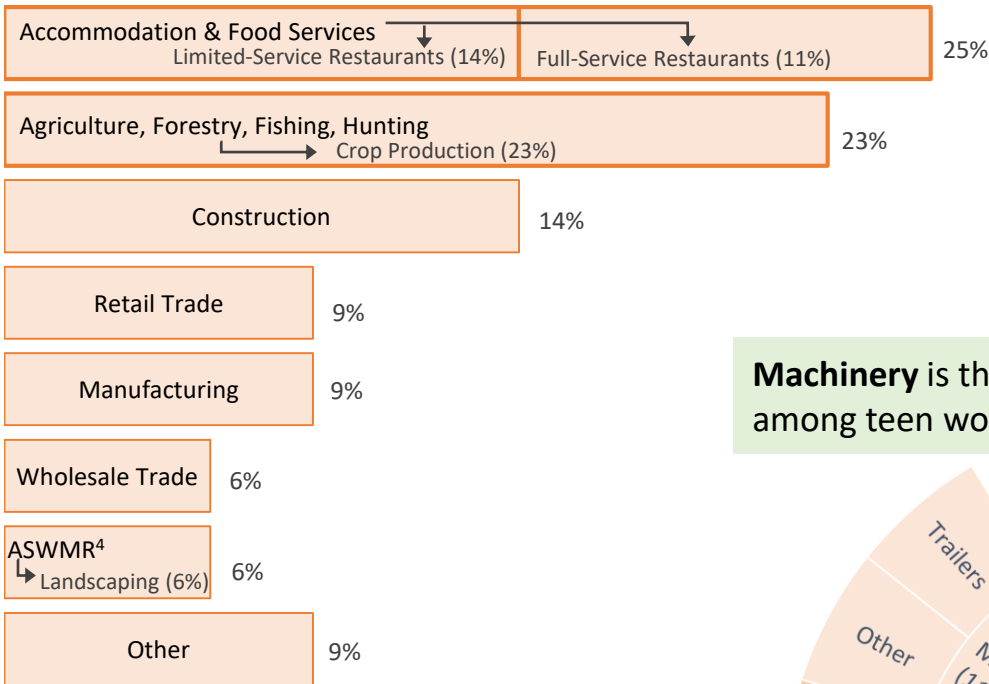 Accommodation & Food Services
Limited-Service Restaurants (14%)
Full-Service Restaurants (11%)
25%
Agriculture, Forestry, Fishing, Hunting
Crop Production (23%)
23%
Construction
14%
Retail Trade
9%
Manufacturing
9%
Machinery is th
among teen wo
Wholesale Trade
6%
ASWMR⁴
Landscaping (6%)
6%
Trailers
Other
Other
9%